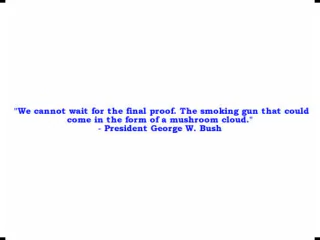 "We cannot wait for the final proof. The smoking gun that could
come in the form of a mushroom cloud."
- President George W. Bush